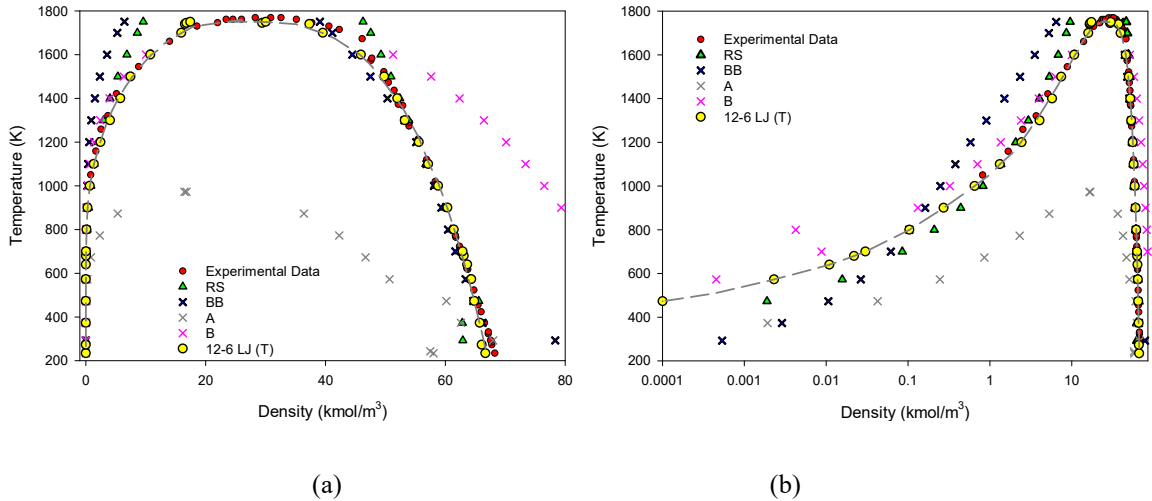 1800
1600
1400
1200
1000
800
600
400
200
Temperature (K)
Experimental Data
RS
BB
A
B
12-6 LJ (T)
0
20
40
60
80
Density (kmol/m³)
(a)
1800
1600
1400
1200
1000
800
600
400
200
Temperature (K)
Experimental Data
RS
BB
A
B
12-6 LJ (T)
0.0001
0.001
0.01
0.1
1
10
Density (kmol/m³)
(b)